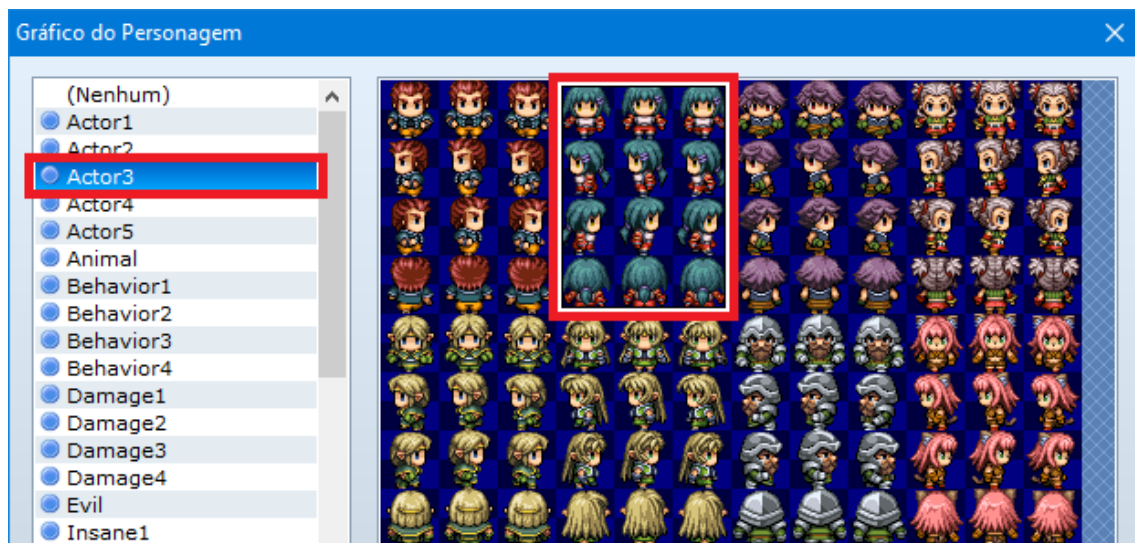 Gráfico do Personagem
(Nenhum)
Actor1
Actor2
Actor3
Actor4
Actor5
Animal
Behavior1
Behavior2
Behavior3
Behavior4
Damage1
Damage2
Damage3
Damage4
Evil
Insane1